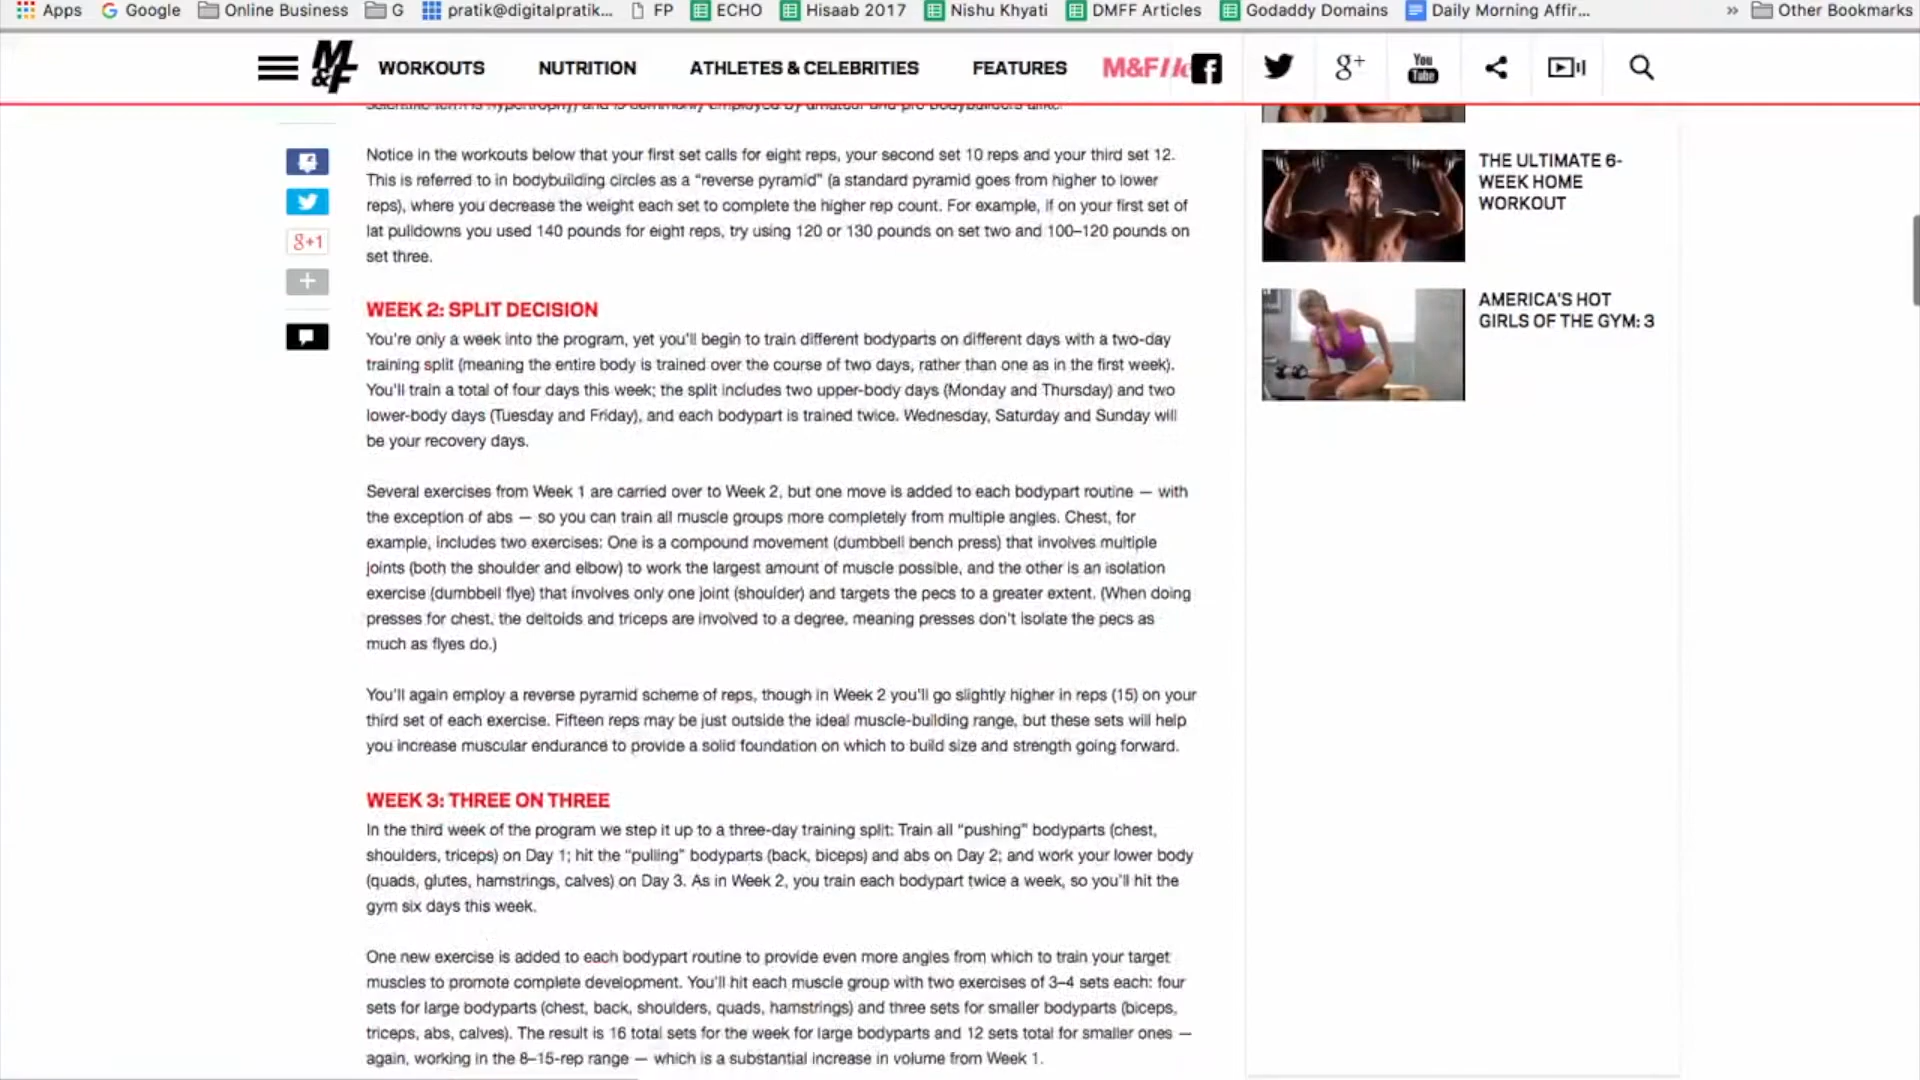 Apps Google Online Business G pratik@digitalpratik... FP ECHO Hisaab 2017 Nishu Khyati DMFF Articles Godaddy Domains Daily Morning Affir... » Other Bookmarks
M&F WORKOUTS NUTRITION ATHLETES & CELEBRITIES FEATURES M&F g+ You Tube
scientific term is hypertrophy) and is commonly employed by amateur and pro bodybuilders alike.
Notice in the workouts below that your first set calls for eight reps, your second set 10 reps and your third set 12.
This is referred to in bodybuilding circles as a “reverse pyramid” (a standard pyramid goes from higher to lower
reps), where you decrease the weight each set to complete the higher rep count. For example, if on your first set of
lat pulldowns you used 140 pounds for eight reps, try using 120 or 130 pounds on set two and 100–120 pounds on
set three.
g+1
WEEK 2: SPLIT DECISION
You're only a week into the program, yet you'll begin to train different bodyparts on different days with a two-day
training split (meaning the entire body is trained over the course of two days, rather than one as in the first week).
You'll train a total of four days this week; the split includes two upper-body days (Monday and Thursday) and two
lower-body days (Tuesday and Friday), and each bodypart is trained twice. Wednesday, Saturday and Sunday will
be your recovery days.
Several exercises from Week 1 are carried over to Week 2, but one move is added to each bodypart routine — with
the exception of abs — so you can train all muscle groups more completely from multiple angles. Chest, for
example, includes two exercises: One is a compound movement (dumbbell bench press) that involves multiple
joints (both the shoulder and elbow) to work the largest amount of muscle possible, and the other is an isolation
exercise (dumbbell flye) that involves only one joint (shoulder) and targets the pecs to a greater extent. (When doing
presses for chest, the deltoids and triceps are involved to a degree, meaning presses don't isolate the pecs as
much as flyes do.)
You'll again employ a reverse pyramid scheme of reps, though in Week 2 you'll go slightly higher in reps (15) on your
third set of each exercise. Fifteen reps may be just outside the ideal muscle-building range, but these sets will help
you increase muscular endurance to provide a solid foundation on which to build size and strength going forward.
WEEK 3: THREE ON THREE
In the third week of the program we step it up to a three-day training split: Train all “pushing” bodyparts (chest,
shoulders, triceps) on Day 1; hit the “pulling” bodyparts (back, biceps) and abs on Day 2; and work your lower body
(quads, glutes, hamstrings, calves) on Day 3. As in Week 2, you train each bodypart twice a week, so you'll hit the
gym six days this week.
One new exercise is added to each bodypart routine to provide even more angles from which to train your target
muscles to promote complete development. You'll hit each muscle group with two exercises of 3–4 sets each: four
sets for large bodyparts (chest, back, shoulders, quads, hamstrings) and three sets for smaller bodyparts (biceps,
triceps, abs, calves). The result is 16 total sets for the week for large bodyparts and 12 sets total for smaller ones —
again, working in the 8–15-rep range — which is a substantial increase in volume from Week 1.
THE ULTIMATE 6-
WEEK HOME
WORKOUT
AMERICA'S HOT
GIRLS OF THE GYM: 3